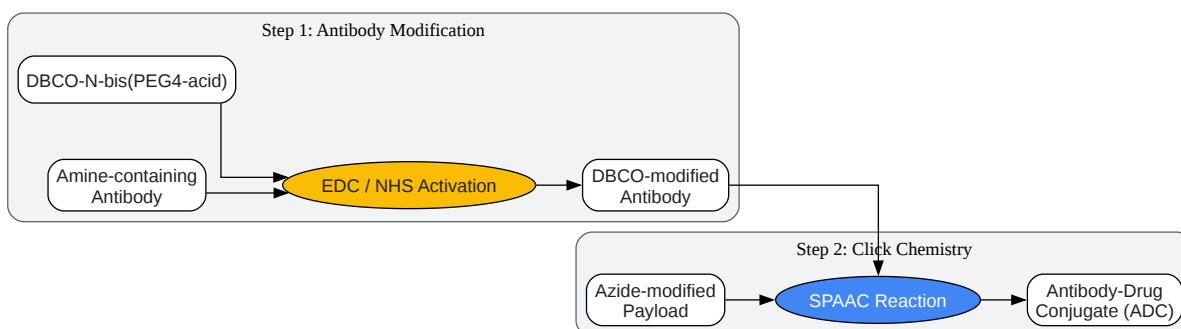 Step 1: Antibody Modification
DBCO-N-bis(PEG4-acid)
Amine-containing
Antibody
EDC / NHS Activation
DBCO-modified
Antibody
Step 2: Click Chemistry
Azide-modified
Payload
SPAAC Reaction
Antibody-Drug
Conjugate (ADC)